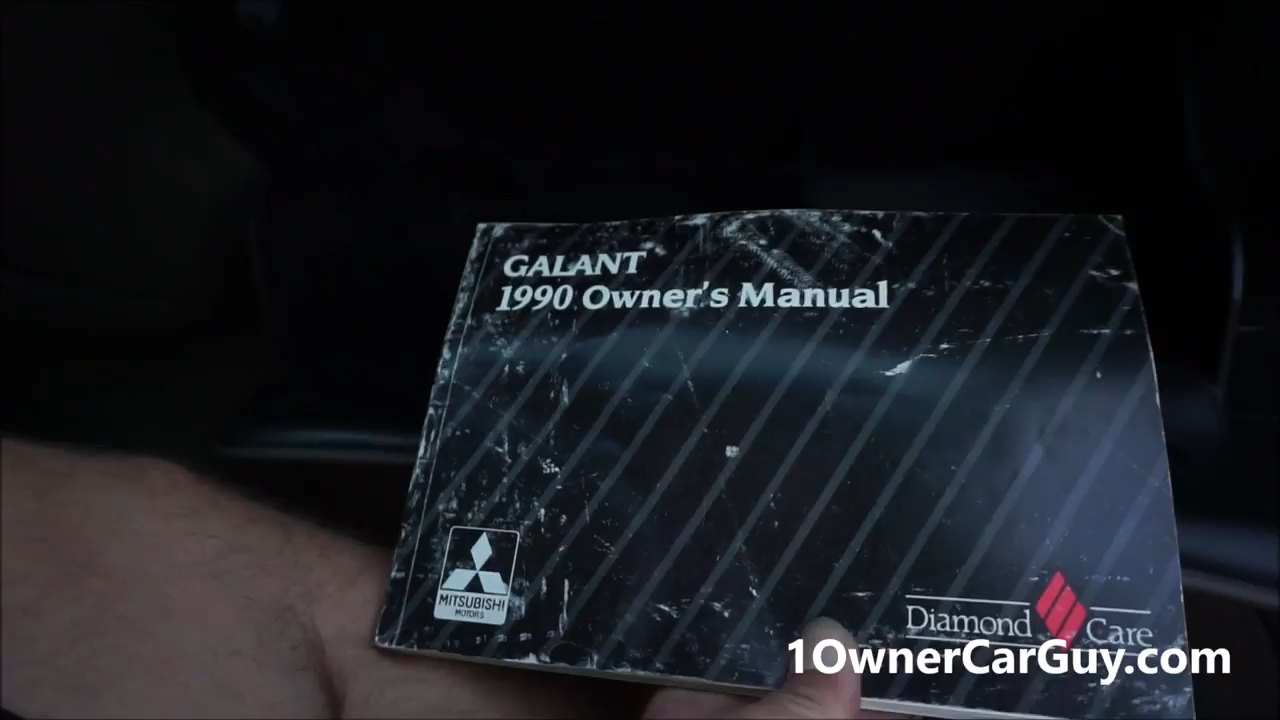 GALANT
1990 Owner's Manual
MITSUBISHI
MOTORS
Diamond Care
1OwnerCarGuy.com